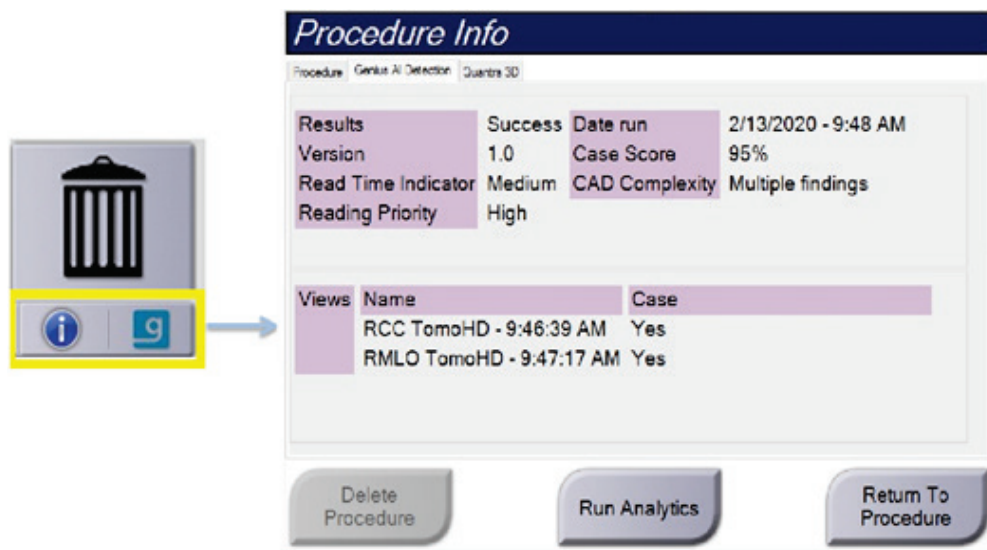 Procedure Info
Procedure Genius AI Detection Quantra 3D
Results Success Date run 2/13/2020 - 9:48 AM
Version 1.0 Case Score 95%
Read Time Indicator Medium CAD Complexity Multiple findings
Reading Priority High
i g
Views Name Case
RCC TomoHD - 9:46:39 AM Yes
RMLO TomoHD - 9:47:17 AM Yes
Delete Procedure
Run Analytics
Return To Procedure